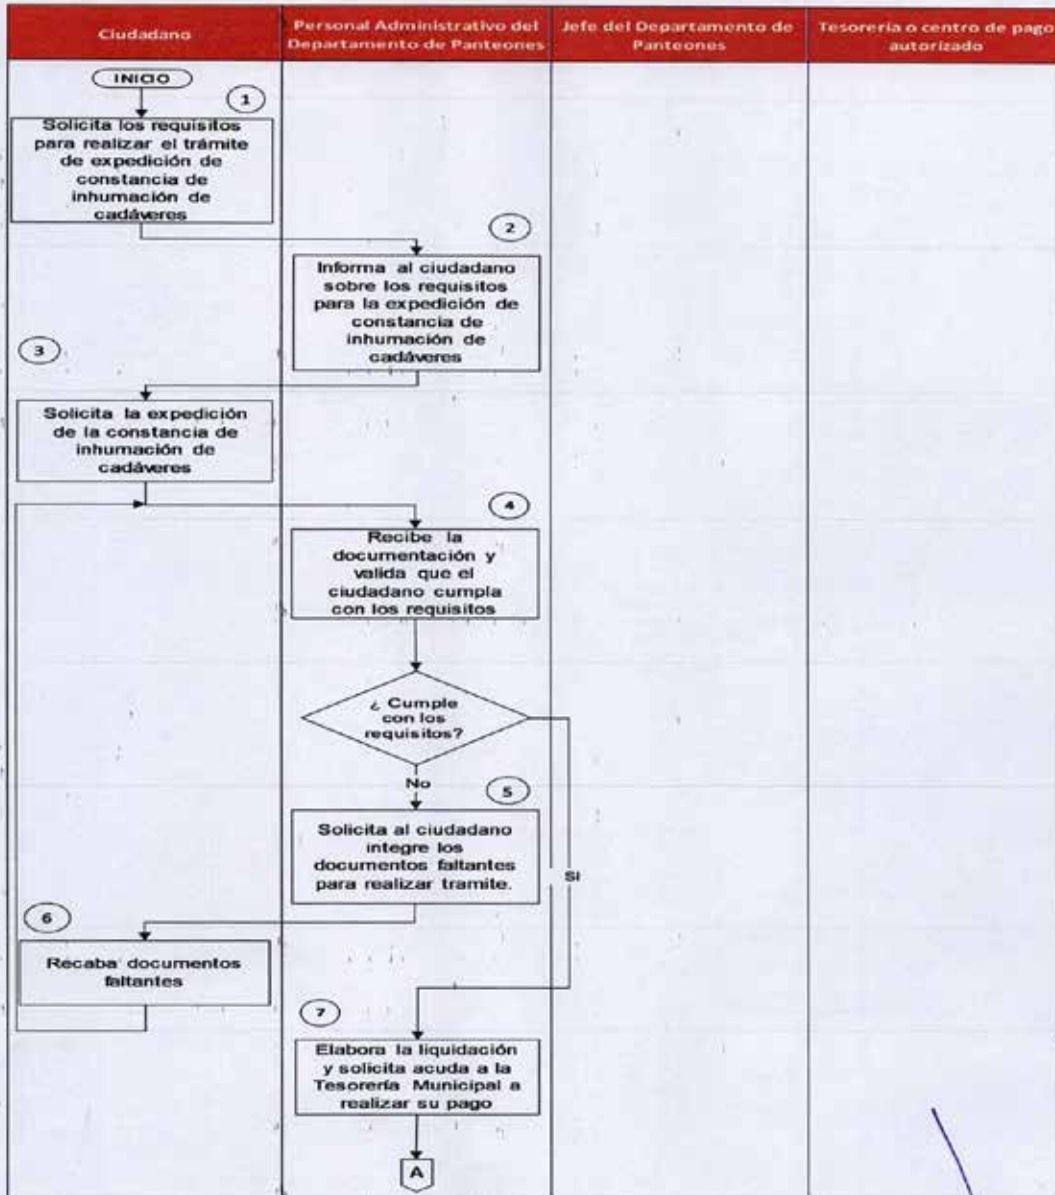 Ciudadano
Personal Administrativo del
Departamento de Panteones
Jefe del Departamento de
Panteones
Tesorería o centro de pago
autorizado
INICIO
1
Solicita los requisitos
para realizar el trámite
de expedición de
constancia de
inhumación de
cadáveres
2
Informa al ciudadano
sobre los requisitos
para la expedición de
constancia de
inhumación de
cadáveres
3
Solicita la expedición
de la constancia de
inhumación de
cadáveres
4
Recibe la
documentación y
valida que el
ciudadano cumpla
con los requisitos
¿ Cumple
con los
requisitos?
No
5
Solicita al ciudadano
integre los
documentos faltantes
para realizar tramite.
SI
6
Recaba documentos
faltantes
7
Elabora la liquidación
y solicita acuda a la
Tesorería Municipal a
realizar su pago
A